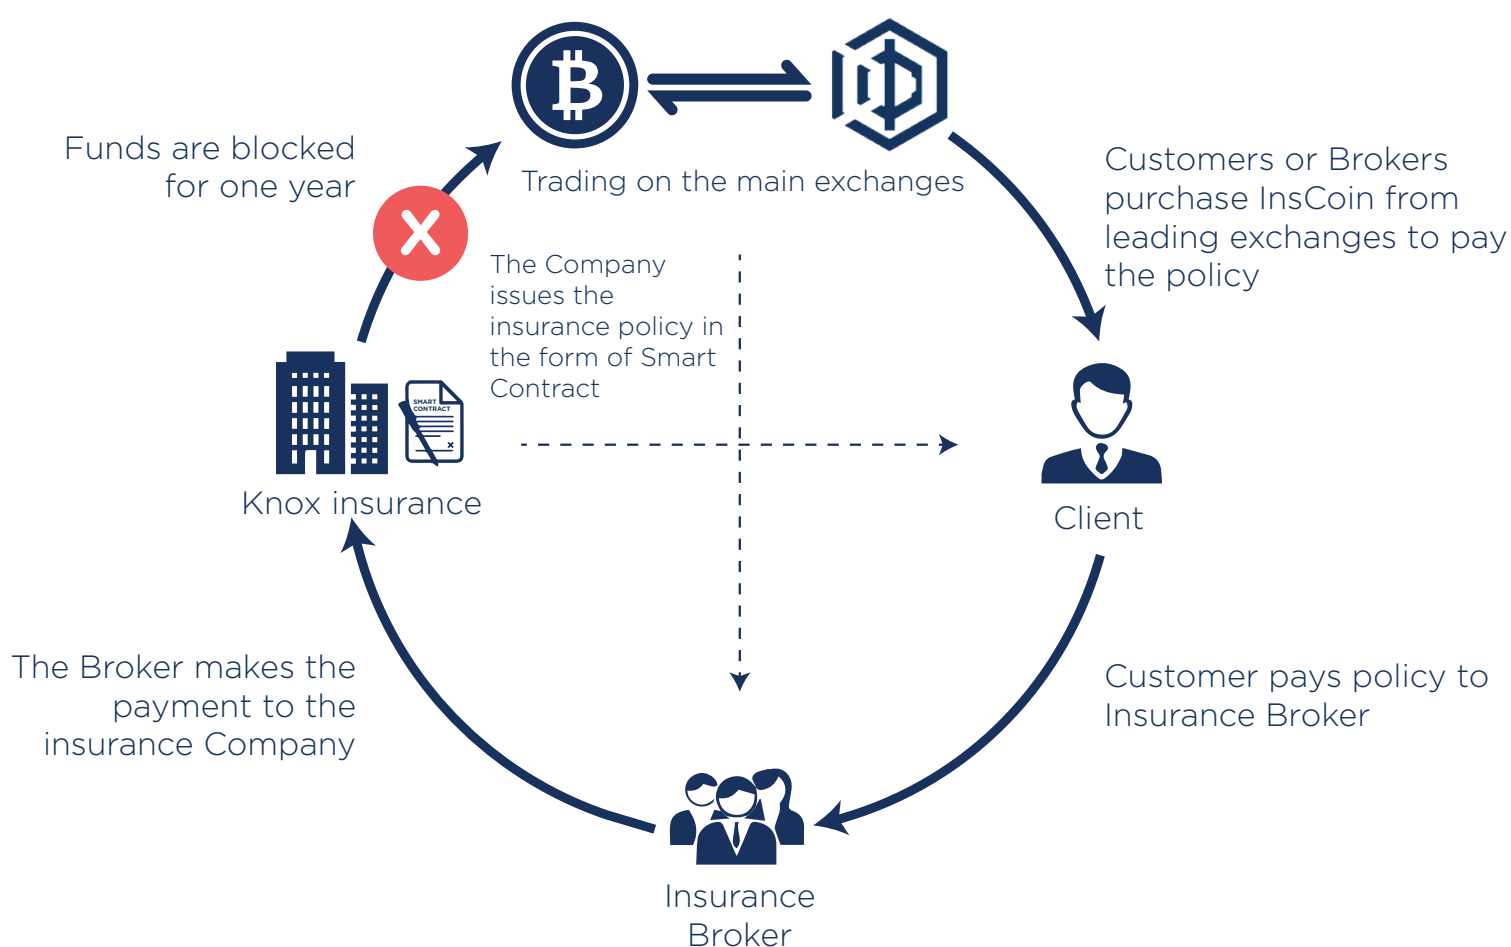 Funds are blocked
for one year
Trading on the main exchanges
Customers or Brokers
purchase InsCoin from
leading exchanges to pay
the policy
The Company
issues the
insurance policy in
the form of Smart
Contract
SMART
CONTRACT
Knox insurance
Client
The Broker makes the
payment to the
insurance Company
Customer pays policy to
Insurance Broker
Insurance
Broker